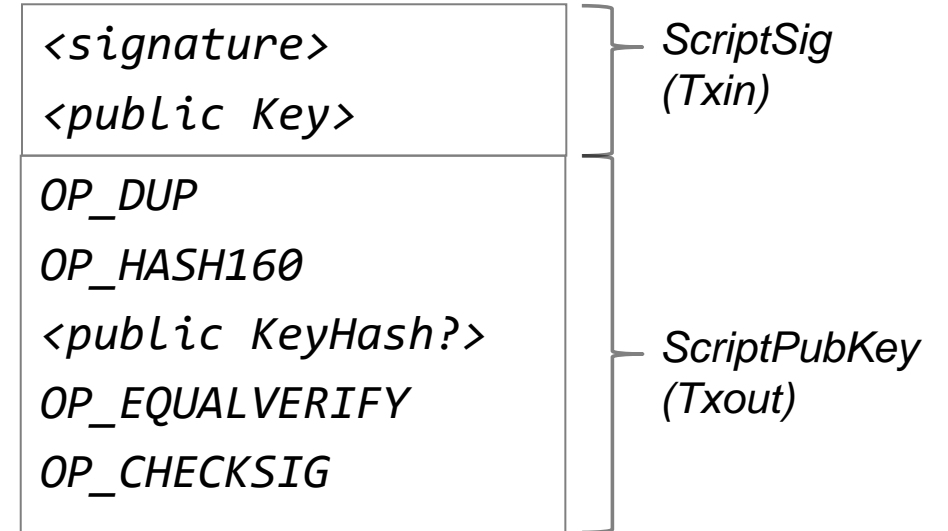 <signature>
<public Key>
ScriptSig
(Txin)
OP_DUP
OP_HASH160
<public KeyHash?>
OP_EQUALVERIFY
OP_CHECKSIG
ScriptPubKey
(Txout)